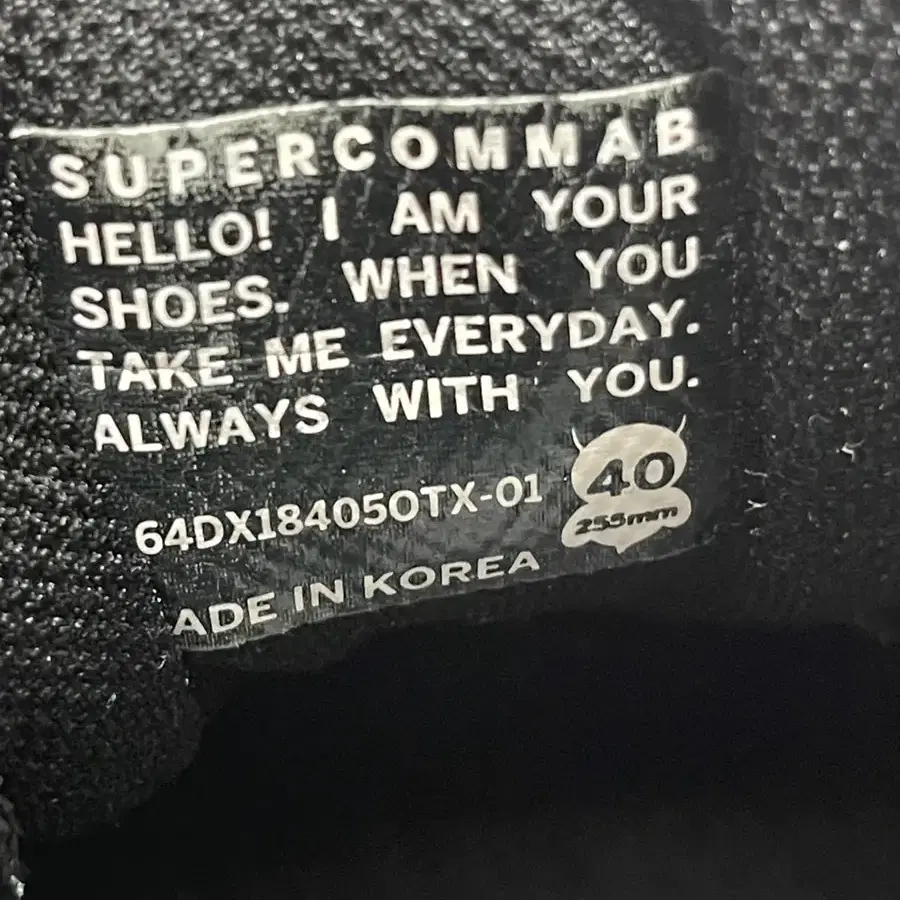 SUPERCOMMAB
HELLO! I AM YOUR
SHOES. WHEN YOU
TAKE ME EVERYDAY.
ALWAYS WITH YOU.
64DX184050TX-01
40
255mm
ADE IN KOREA